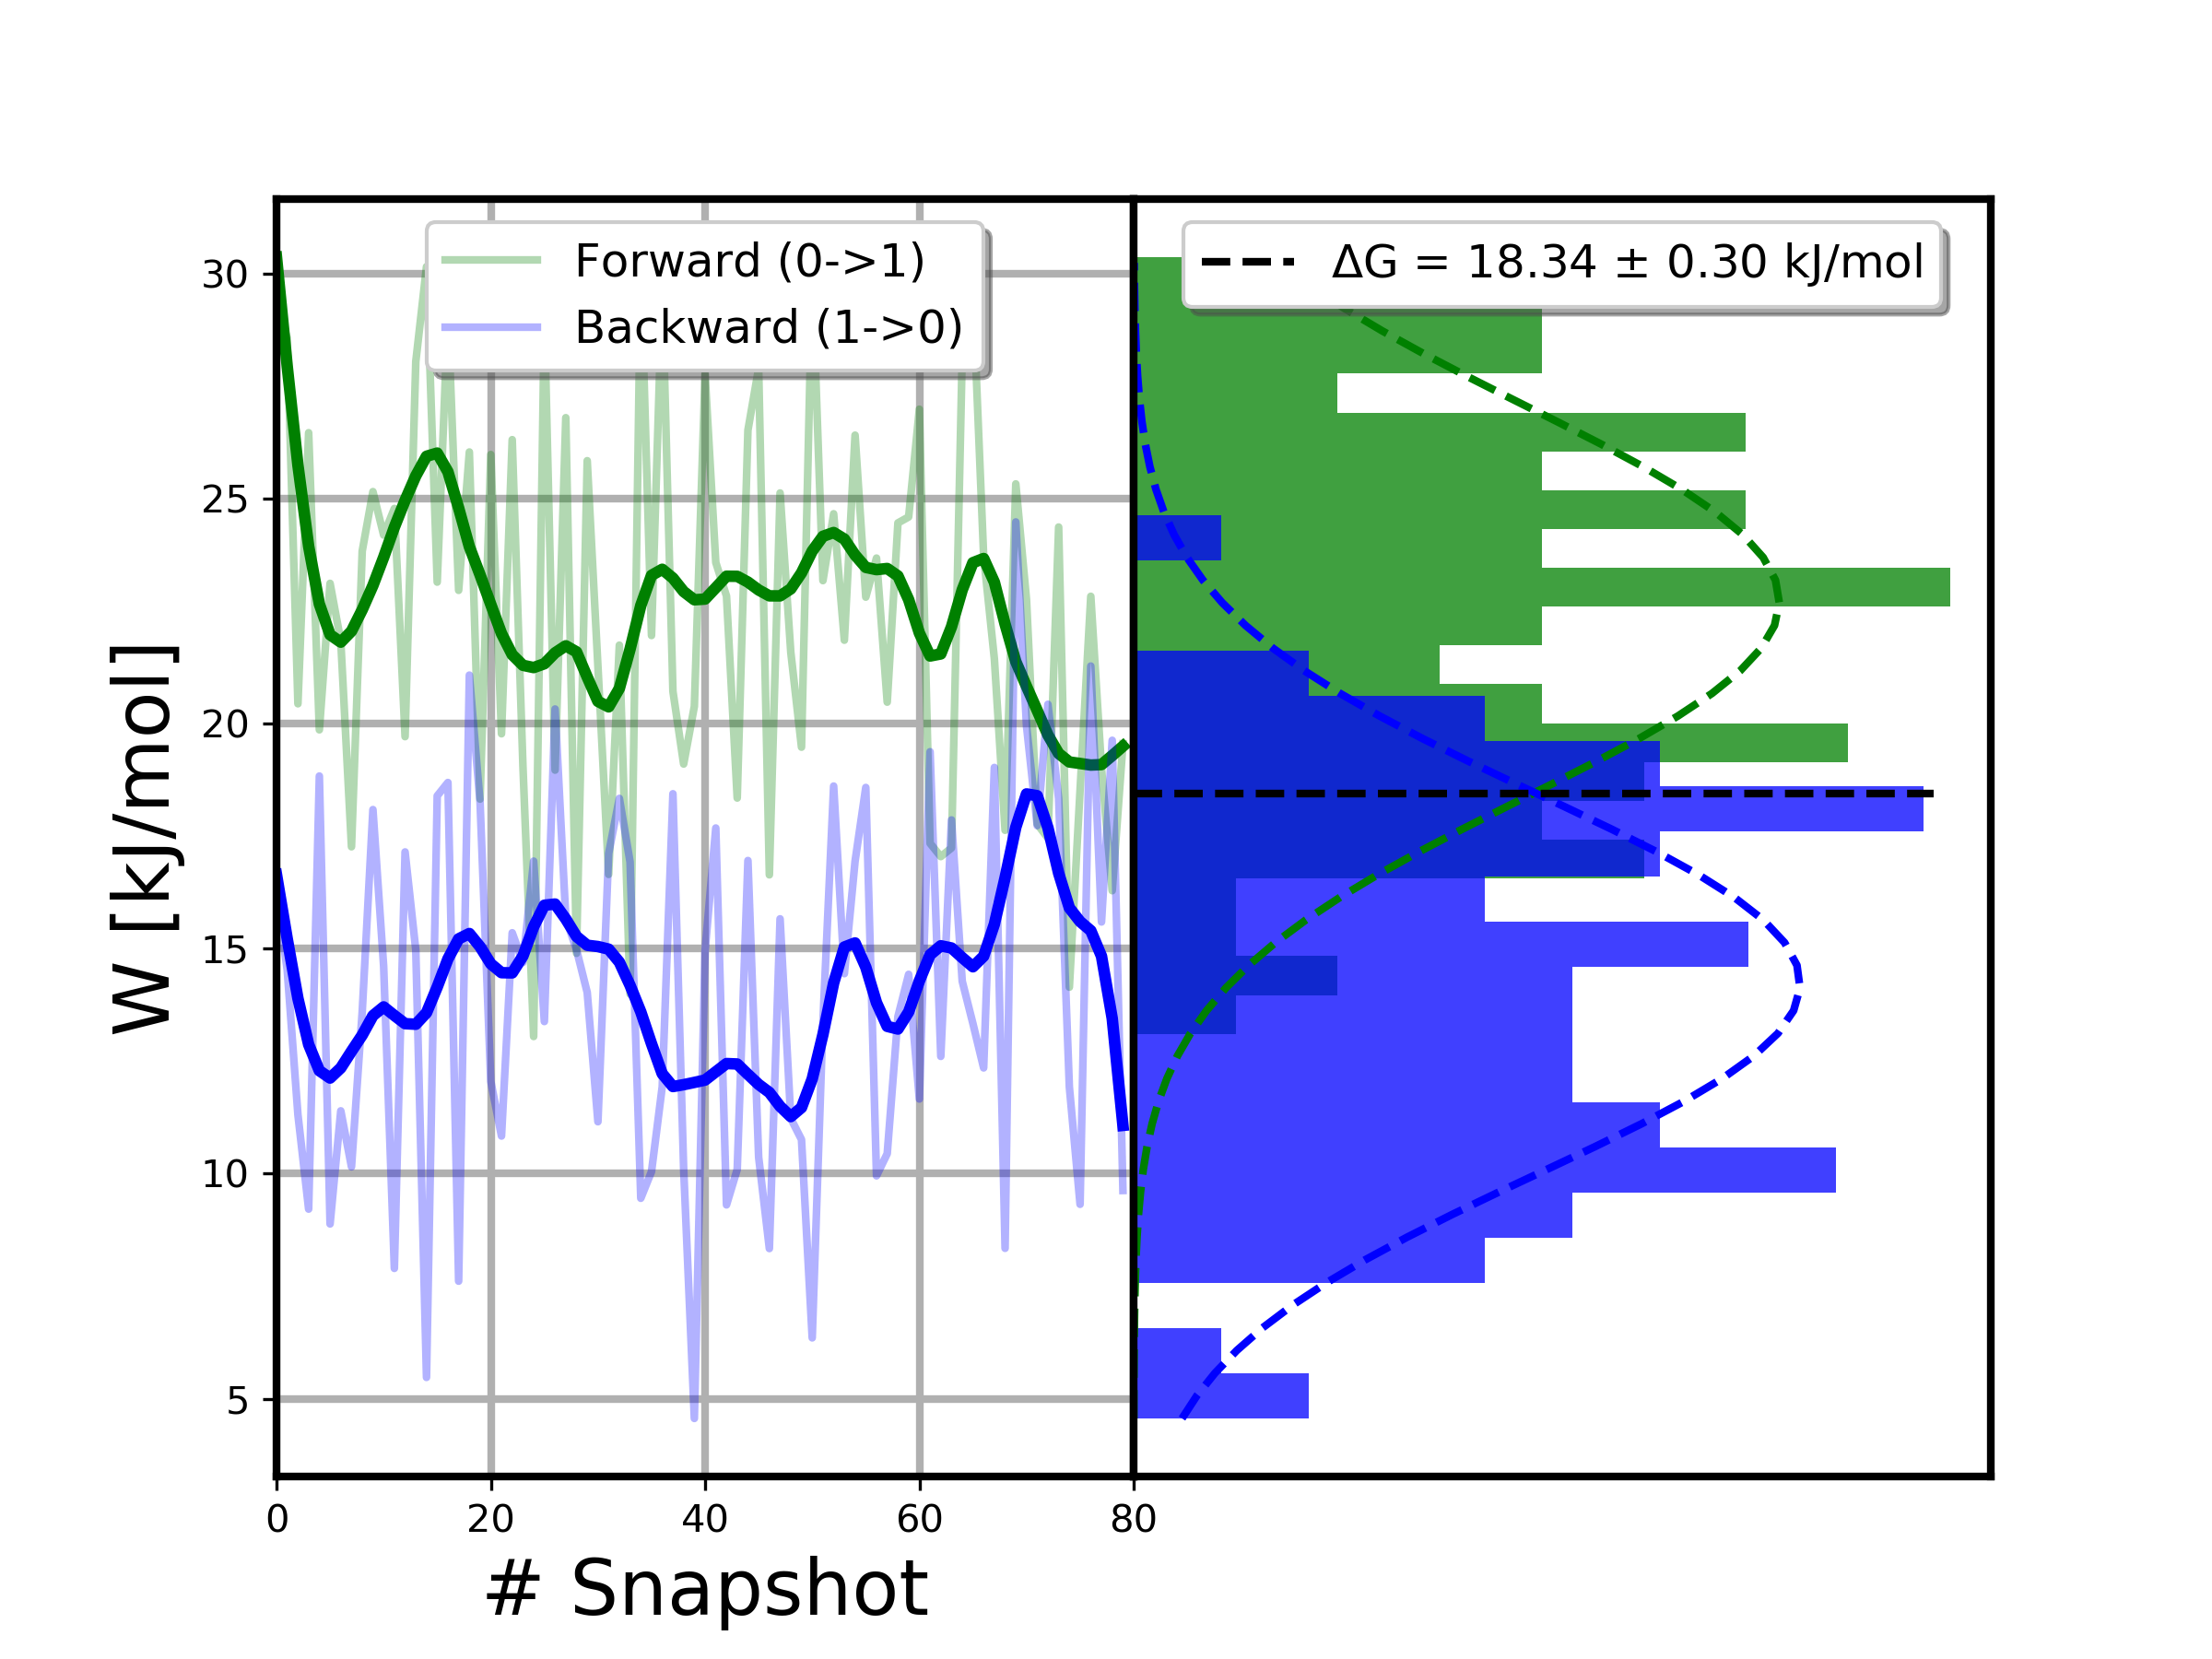 Forward (0->1)
Backward (1->0)
ΔG = 18.34 ± 0.30 kJ/mol
W [kJ/mol]
30
25
20
15
10
5
0 20 40 60 80
# Snapshot